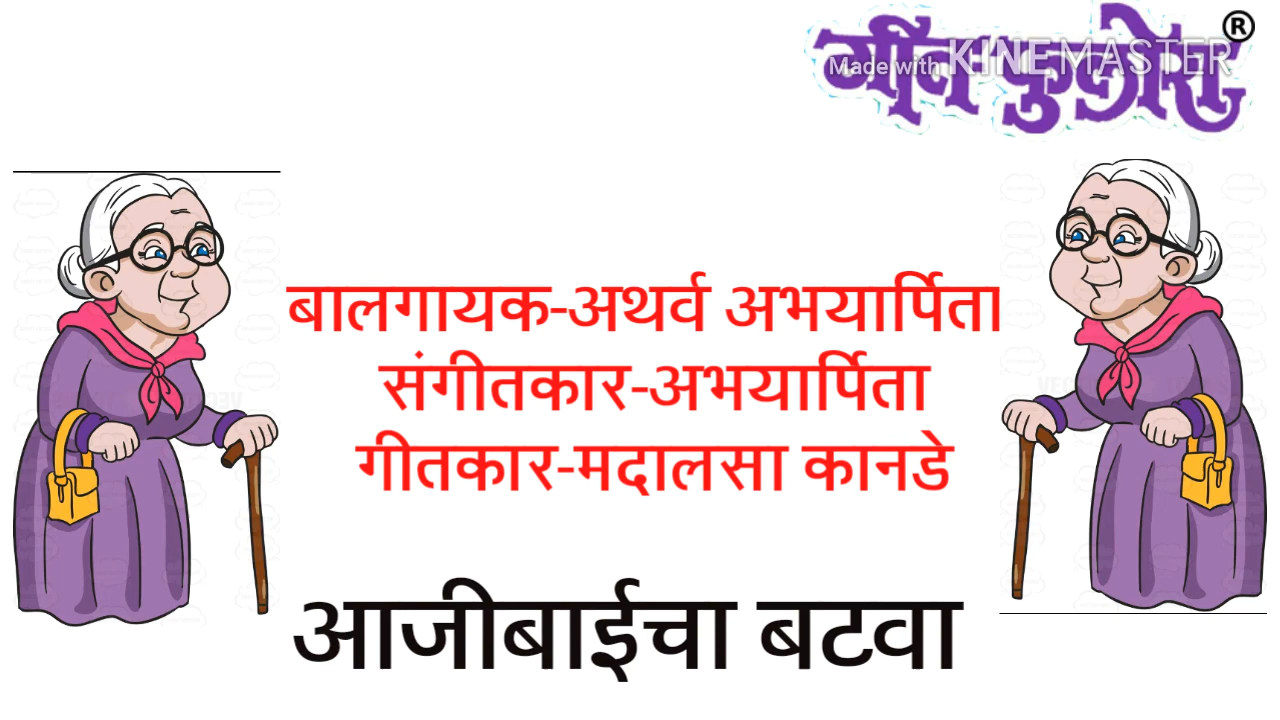 ®
Made with KINEMASTER
बालगायक-अथर्व अभयार्पिता
संगीतकार-अभयार्पिता
गीतकार-मदालसा कानडे
आजीबाईचा बटवा